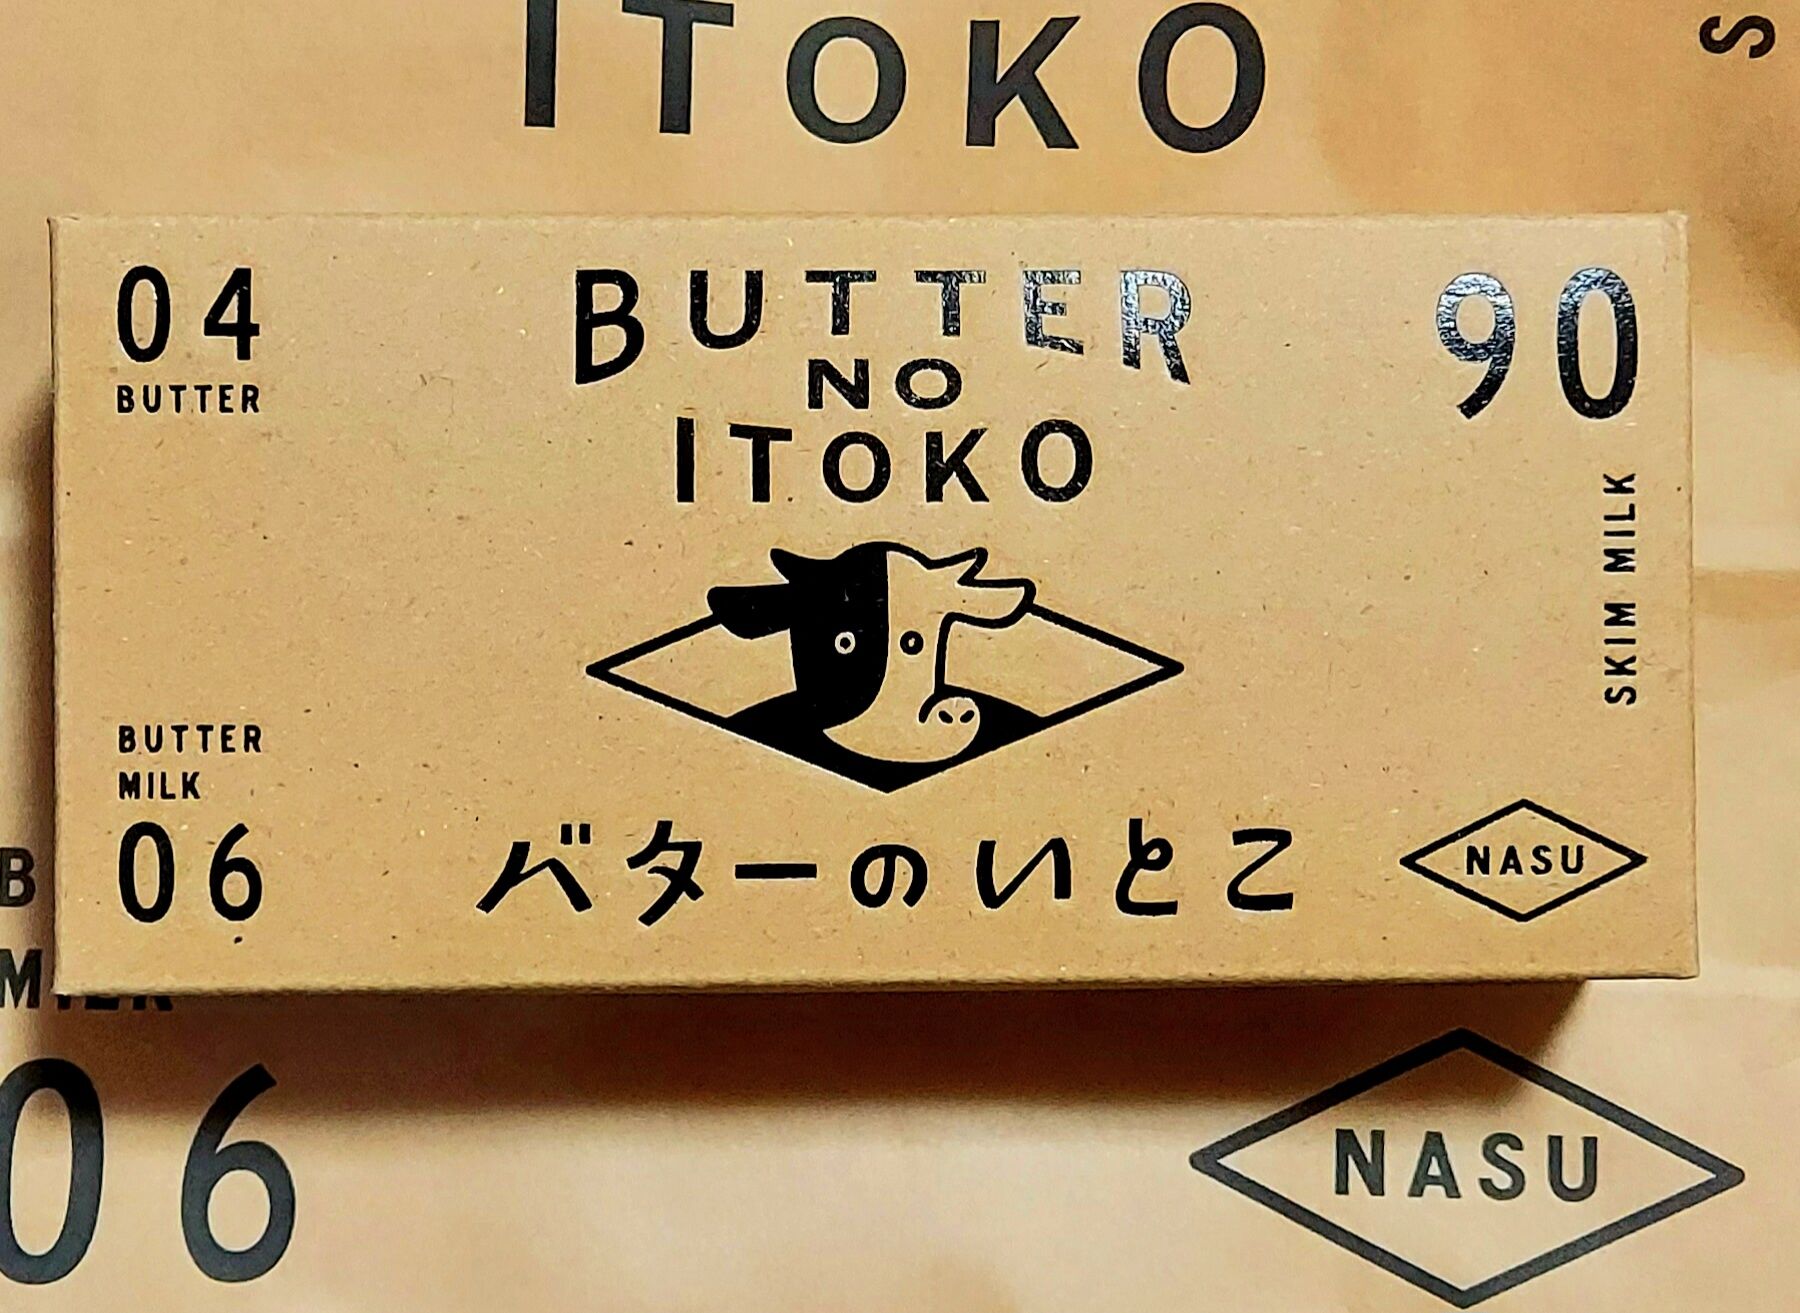 ITOKO
S
04
BUTTER
BUTTER
NO
ITOKO
90
SKIM MILK
BUTTER
MILK
06
バターのいとこ
NASU
B
MILK
06
NASU